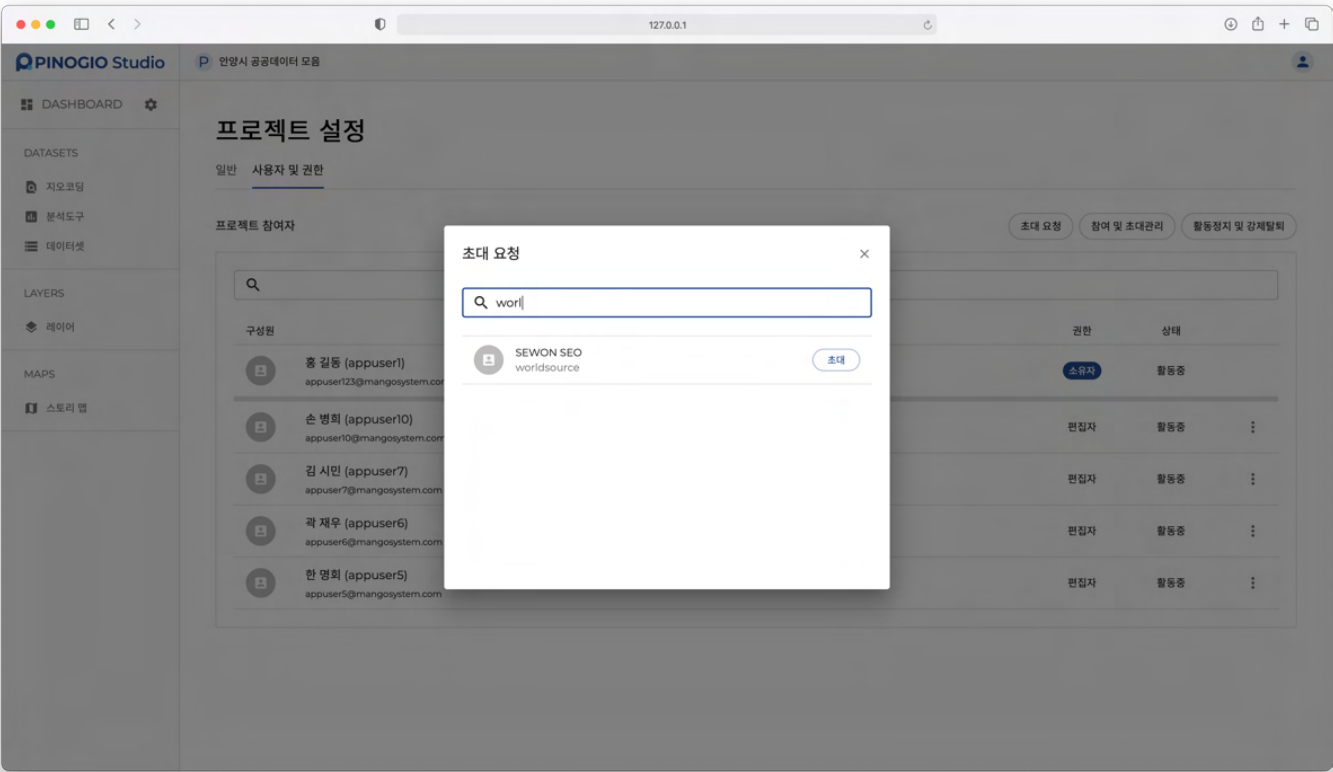 127.0.0.1
PINOGIO Studio
P 안양시 공공데이터 모음
DASHBOARD
프로젝트 설정
DATASETS
일반 사용자 및 권한
지오코딩
분석도구
데이터셋
프로젝트 참여자
초대 요청 참여 및 초대관리 활동정지 및 강제탈퇴
초대 요청
worl
SEWON SEO
worldsource
초대
LAYERS
레이어
MAPS
스토리 맵
구성원 권한 상태
홍 길동 (appuser1)
appuser123@mangosystem.cor
소유자 활동중
손 병희 (appuser10)
appuser10@mangosystem.com
편집자 활동중
김 시민 (appuser7)
appuser7@mangosystem.com
편집자 활동중
곽 재우 (appuser6)
appuser6@mangosystem.com
편집자 활동중
한 명회 (appuser5)
appuser5@mangosystem.com
편집자 활동중